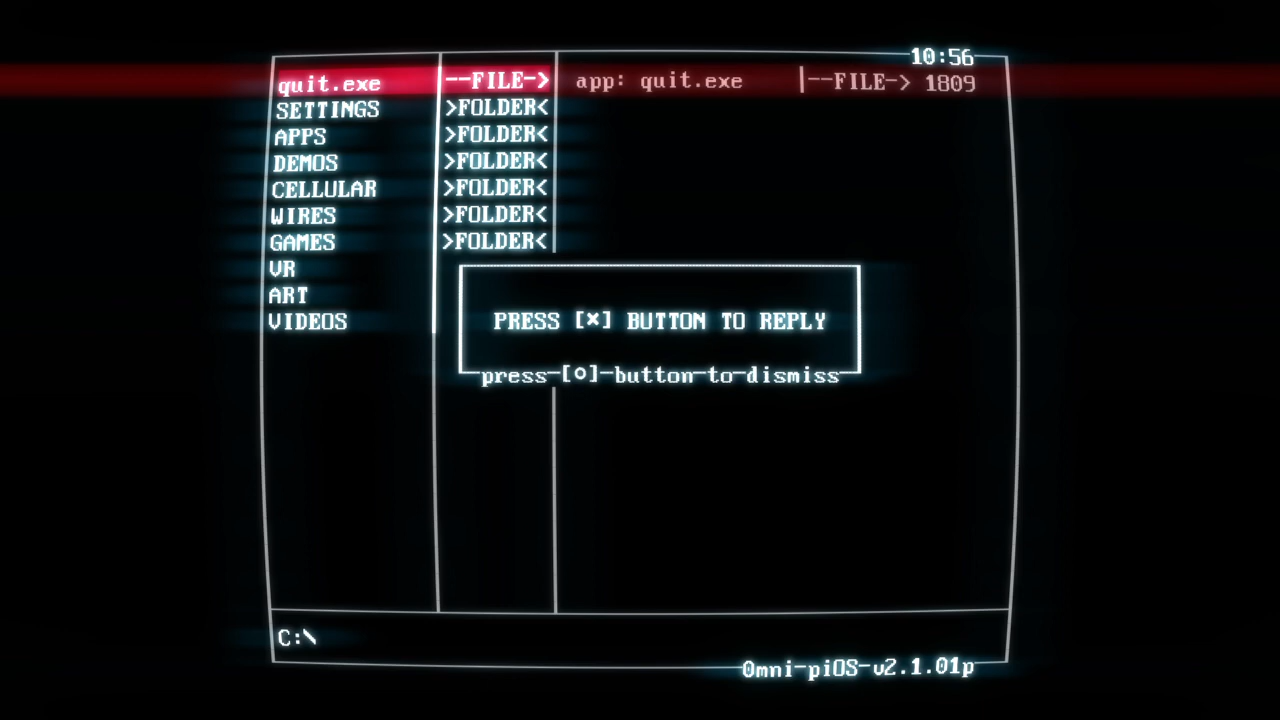 10:56
quit.exe --FILE-> app: quit.exe |--FILE-> 1809
SETTINGS >FOLDER<
APPS >FOLDER<
DEMOS >FOLDER<
CELLULAR >FOLDER<
WIRES >FOLDER<
GAMES >FOLDER<
VR
ART
VIDEOS
PRESS [×] BUTTON TO REPLY
press-[O]-button-to-dismiss
C:\
Omni-piOS-v2.1.01p